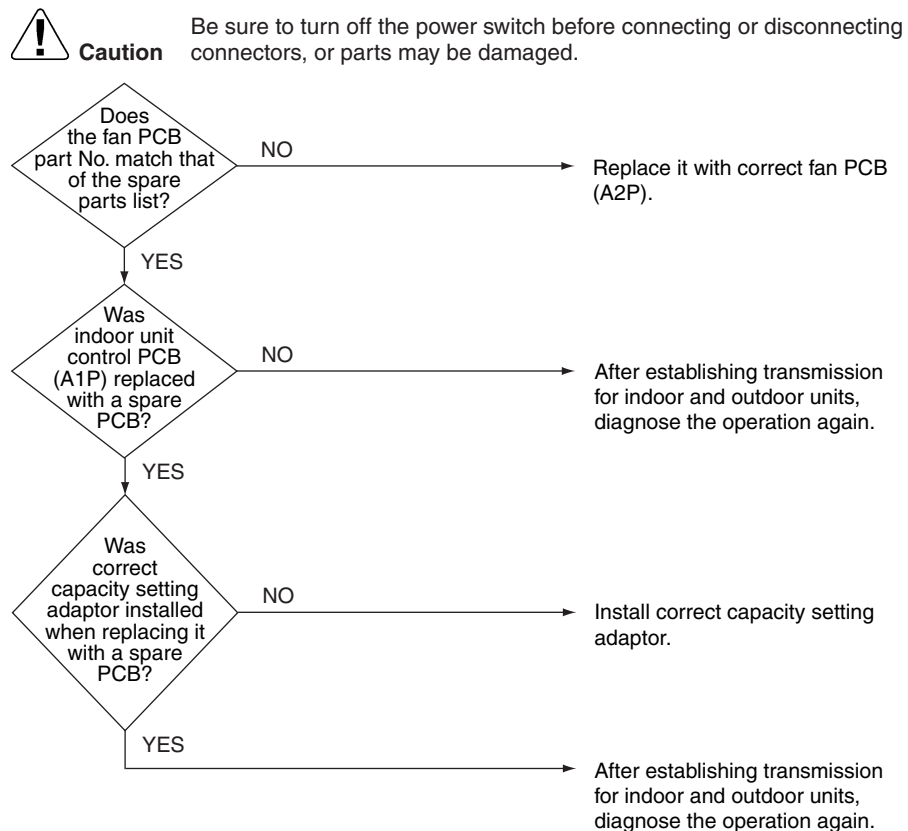 Be sure to turn off the power switch before connecting or disconnecting
Caution connectors, or parts may be damaged.
Does
the fan PCB
part No. match that
of the spare
parts list?
NO
Replace it with correct fan PCB
(A2P).
YES
Was
indoor unit
control PCB
(A1P) replaced
with a spare
PCB?
NO
After establishing transmission
for indoor and outdoor units,
diagnose the operation again.
YES
Was
correct
capacity setting
adaptor installed
when replacing it
with a spare
PCB?
NO
Install correct capacity setting
adaptor.
YES
After establishing transmission
for indoor and outdoor units,
diagnose the operation again.